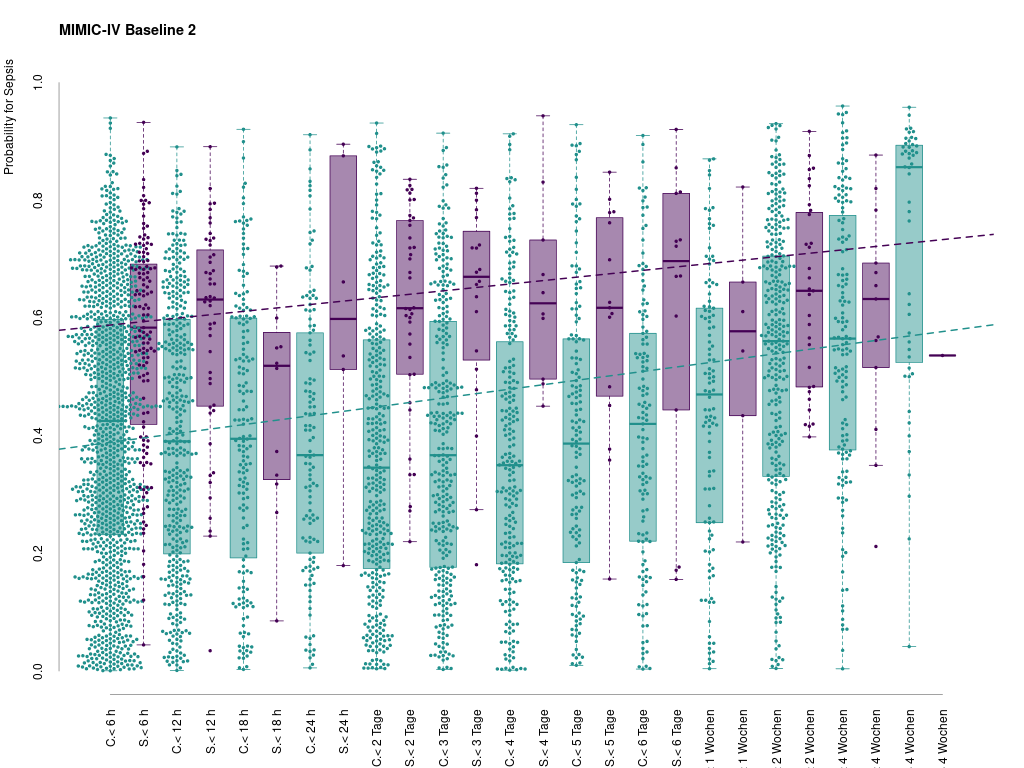 MIMIC-IV Baseline 2
Probability for Sepsis
1.0
0.8
0.6
0.4
0.2
0.0
C.< 6 h
S.< 6 h
C.< 12 h
S.< 12 h
C.< 18 h
S.< 18 h
C.< 24 h
S.< 24 h
C.< 2 Tage
S.< 2 Tage
C.< 3 Tage
S.< 3 Tage
C.< 4 Tage
S.< 4 Tage
C.< 5 Tage
S.< 5 Tage
C.< 6 Tage
S.< 6 Tage
1 Wochen
1 Wochen
2 Wochen
2 Wochen
4 Wochen
4 Wochen
4 Wochen
4 Wochen